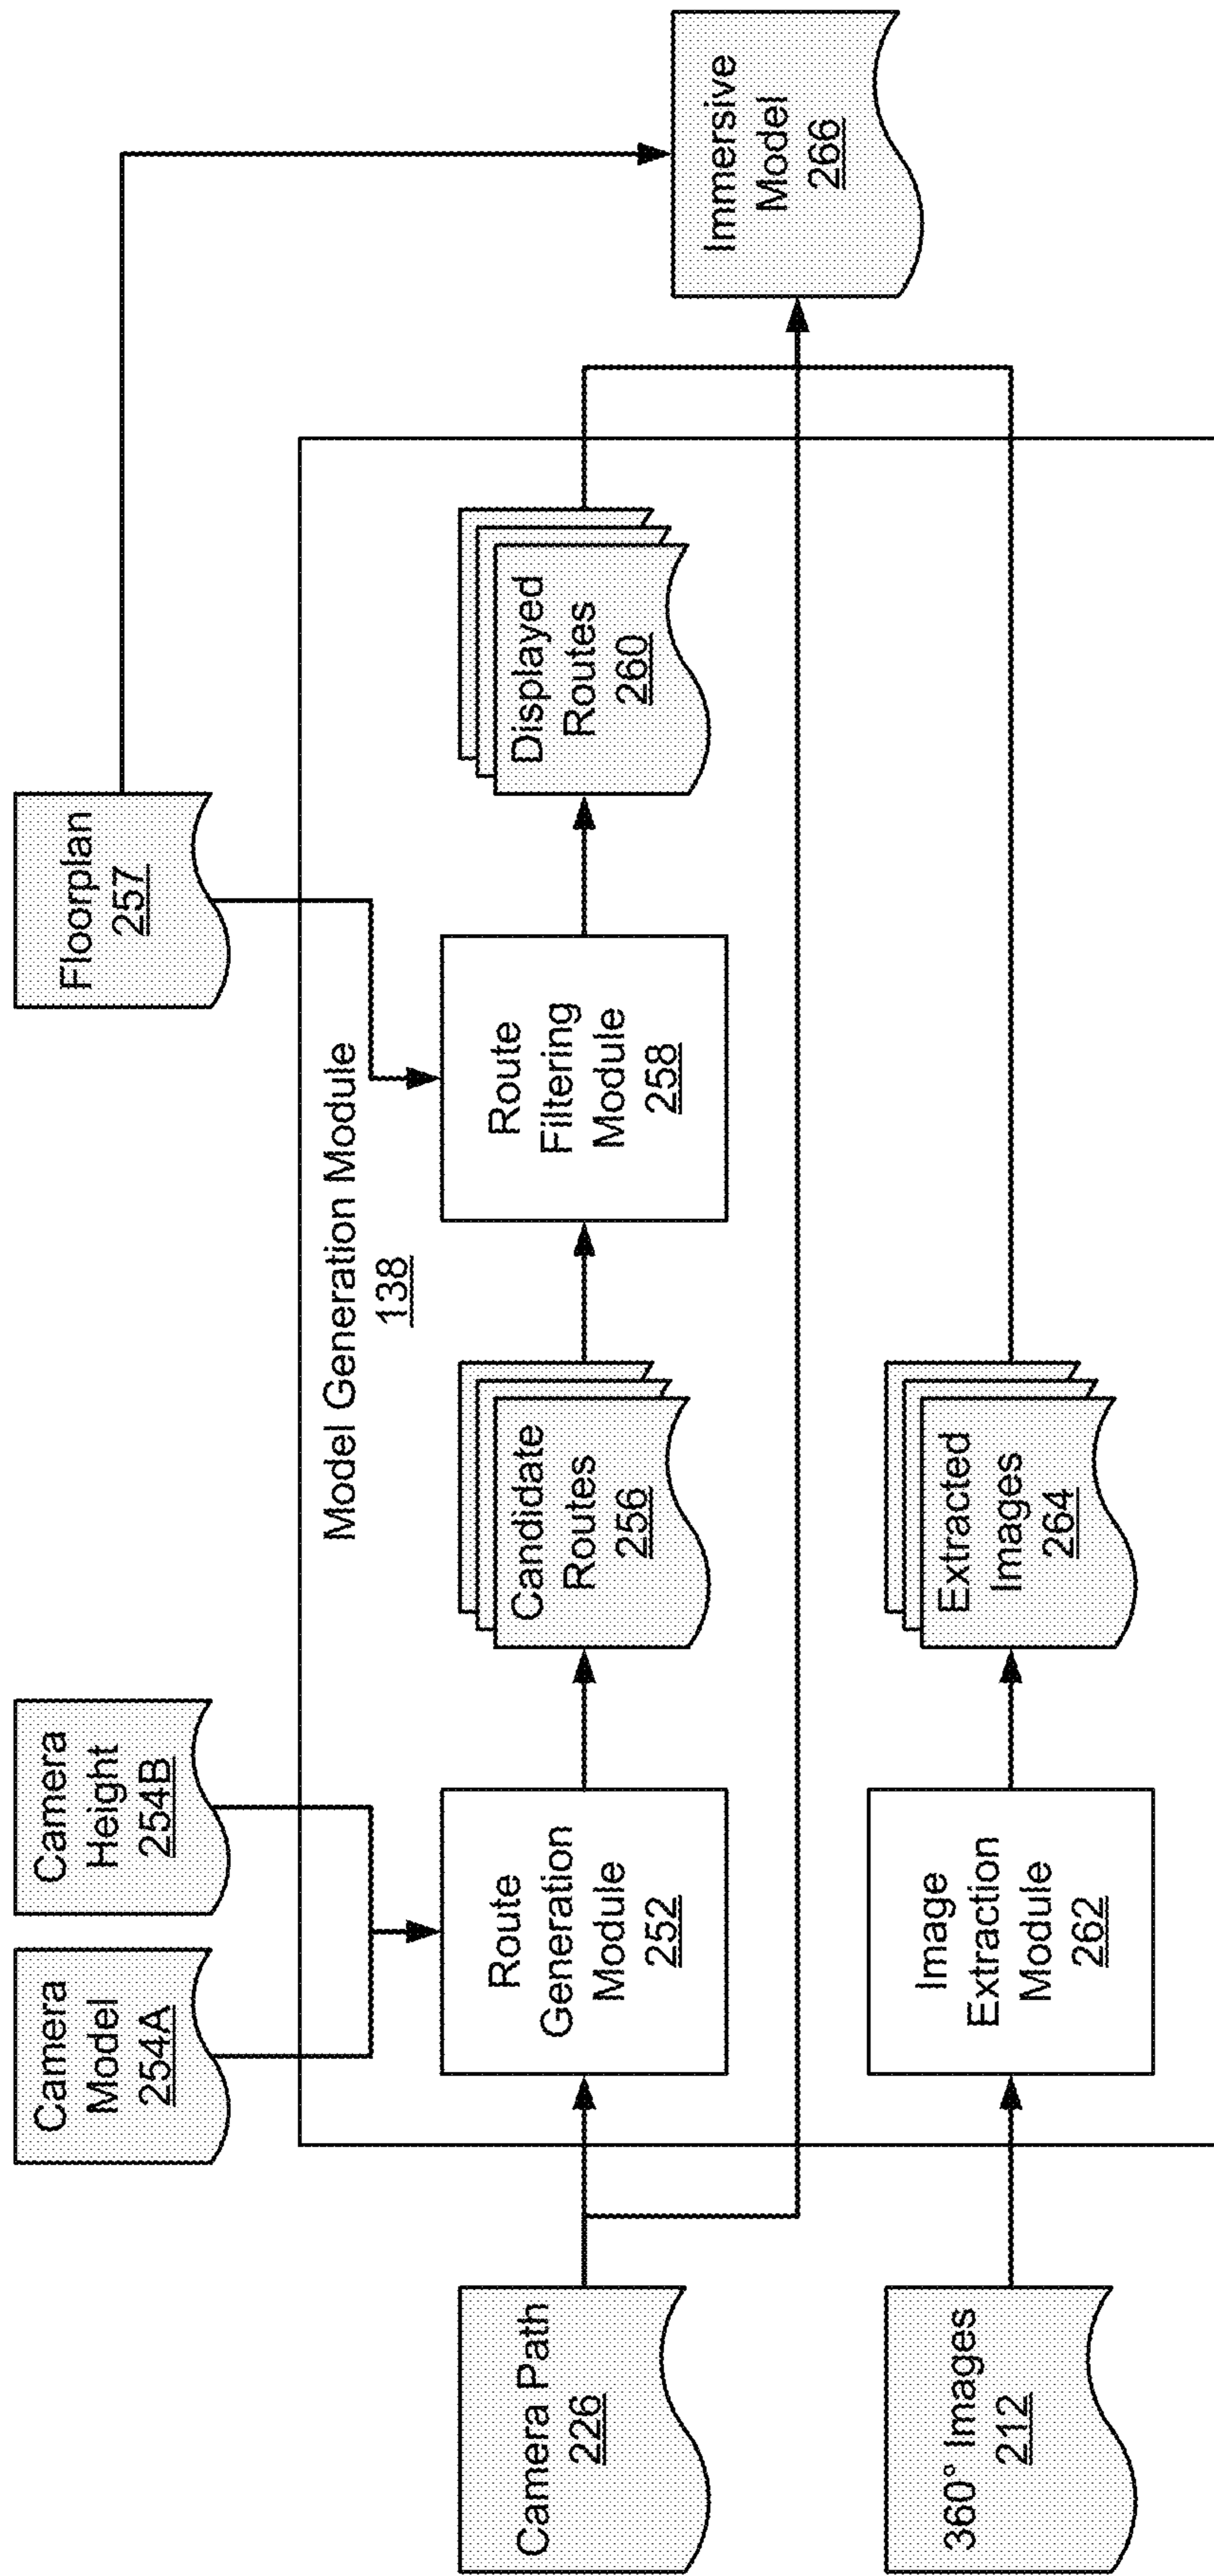 Camera
Model
254A
Camera
Height
254B
Floorplan
257
Model Generation Module
138
Camera Path
226
Route
Generation
Module
252
Candidate
Routes
256
Route
Filtering
Module
258
Displayed
Routes
260
Immersive
Model
266
360° Images
212
Image
Extraction
Module
262
Extracted
Images
264